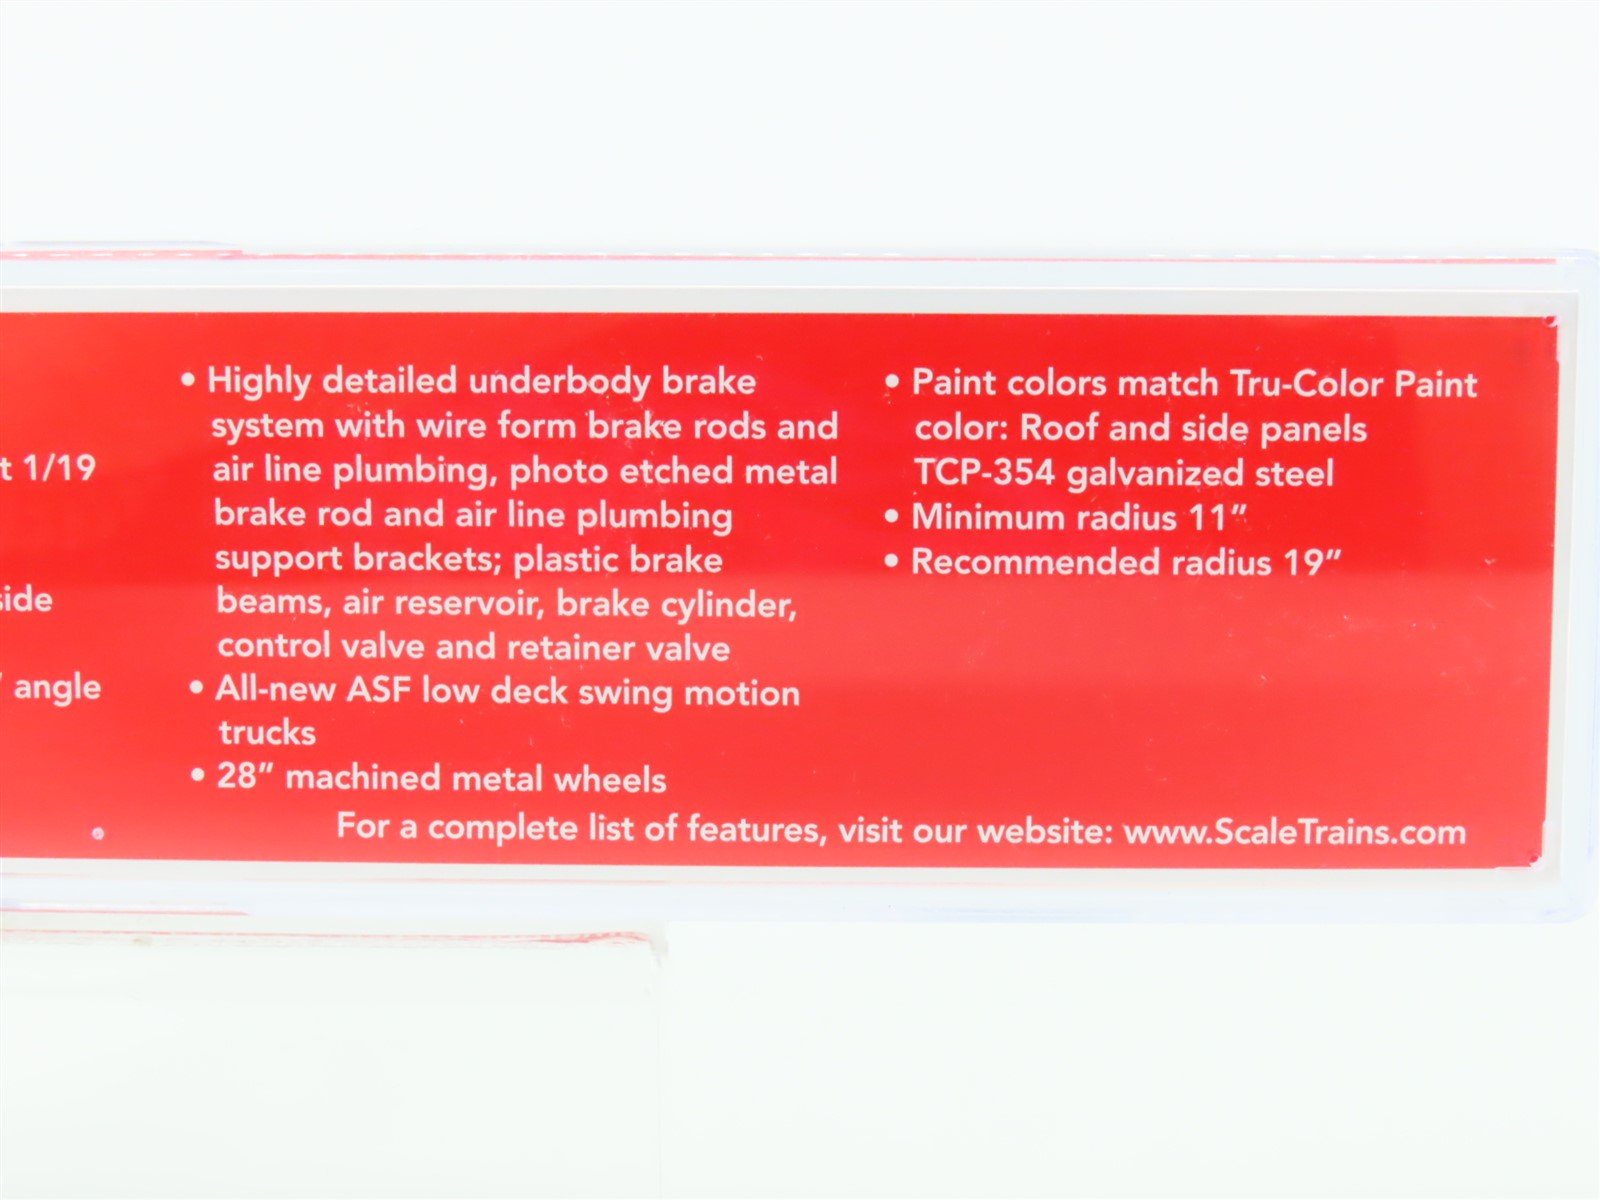 t 1/19
side
" angle
• Highly detailed underbody brake
system with wire form brake rods and
air line plumbing, photo etched metal
brake rod and air line plumbing
support brackets; plastic brake
beams, air reservoir, brake cylinder,
control valve and retainer valve
• All-new ASF low deck swing motion
trucks
• 28” machined metal wheels
• Paint colors match Tru-Color Paint
color: Roof and side panels
TCP-354 galvanized steel
• Minimum radius 11”
• Recommended radius 19”
For a complete list of features, visit our website: www.ScaleTrains.com